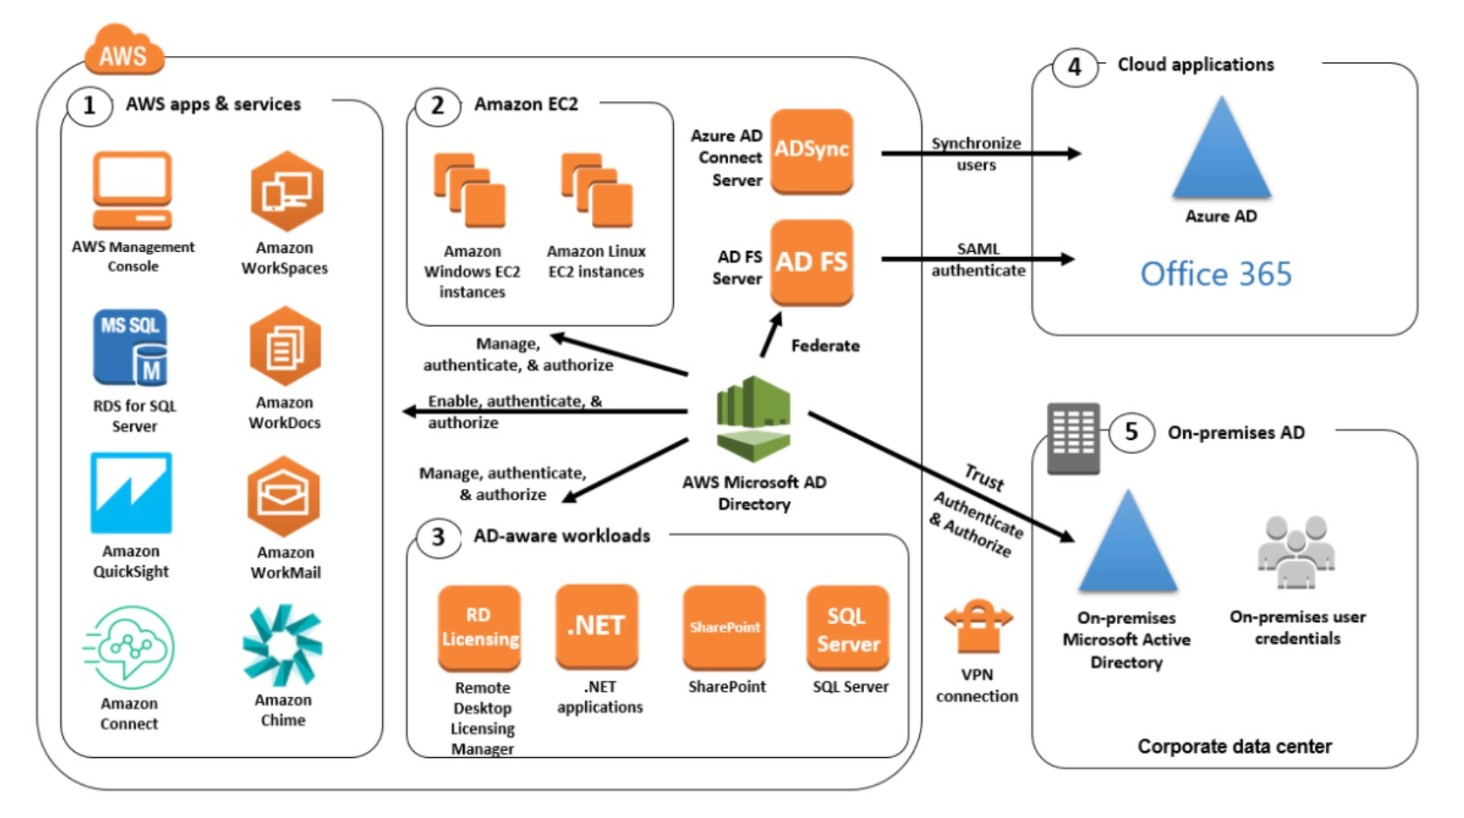 AWS
1
AWS apps & services
AWS Management
Console
Amazon
WorkSpaces
MS SQL
M
RDS for SQL
Server
Amazon
WorkDocs
Amazon
QuickSight
Amazon
WorkMail
Amazon
Connect
Amazon
Chime
2
Amazon EC2
Amazon
Windows EC2
instances
Amazon Linux
EC2 instances
Azure AD
Connect
Server
ADSync
AD FS
Server
AD FS
Synchronize
users
SAML
authenticate
4
Cloud applications
Azure AD
Office 365
Manage,
authenticate, & authorize
Federate
Enable, authenticate, &
authorize
Manage, authenticate,
& authorize
AWS Microsoft AD
Directory
Trust
Authenticate
& Authorize
3
AD-aware workloads
RD
Licensing
Remote
Desktop
Licensing
Manager
.NET
.NET
applications
SharePoint
SharePoint
SQL
Server
SQL Server
VPN
connection
5
On-premises AD
On-premises
Microsoft Active
Directory
On-premises user
credentials
Corporate data center